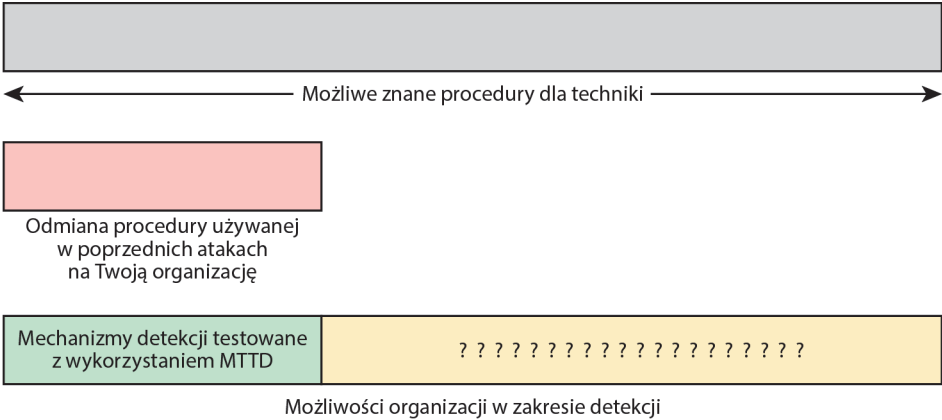 Możliwe znane procedury dla techniki
Odmiana procedury używanej
w poprzednich atakach
na Twoją organizację
Mechanizmy detekcji testowane
z wykorzystaniem MTTD
? ? ? ? ? ? ? ? ? ? ? ? ? ? ? ? ? ? ? ?
Możliwości organizacji w zakresie detekcji